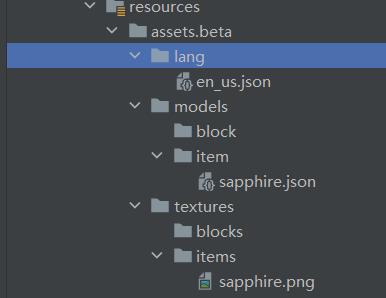 resources
assets.beta
lang
en_us.json
models
block
item
sapphire.json
textures
blocks
items
sapphire.png